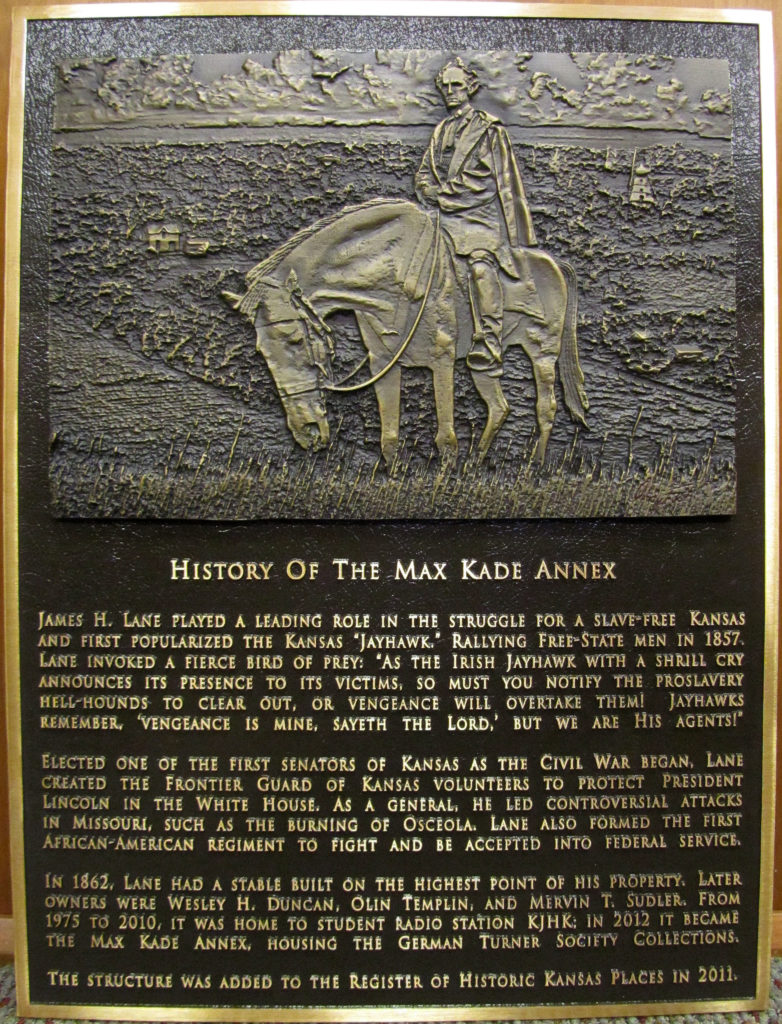 History Of The Max Kade Annex
James H. Lane played a leading role in the struggle for a slave-free Kansas
and first popularized the Kansas "Jayhawk." Rallying Free-State men in 1857,
Lane invoked a fierce bird of prey: "As the Irish Jayhawk with a shrill cry
announces its presence to its victims, so must you notify the proslavery
hell-hounds to clear out, or vengeance will overtake them! Jayhawks
remember, 'Vengeance is mine, sayeth the Lord,' but we are His agents!"
Elected one of the first senators of Kansas as the Civil War began, Lane
created the Frontier Guard of Kansas volunteers to protect President
Lincoln in the White House. As a general, he led controversial attacks
in Missouri, such as the burning of Osceola. Lane also formed the first
African-American regiment to fight and be accepted into federal service.
In 1862, Lane had a stable built on the highest point of his property. Later
owners were Wesley H. Duncan, Olin Templin, and Mervin T. Sudler. From
1975 to 2010, it was home to student radio station KJHK; in 2012 it became
the Max Kade Annex, housing the German Turner Society Collections.
The structure was added to the Register of Historic Kansas Places in 2011.